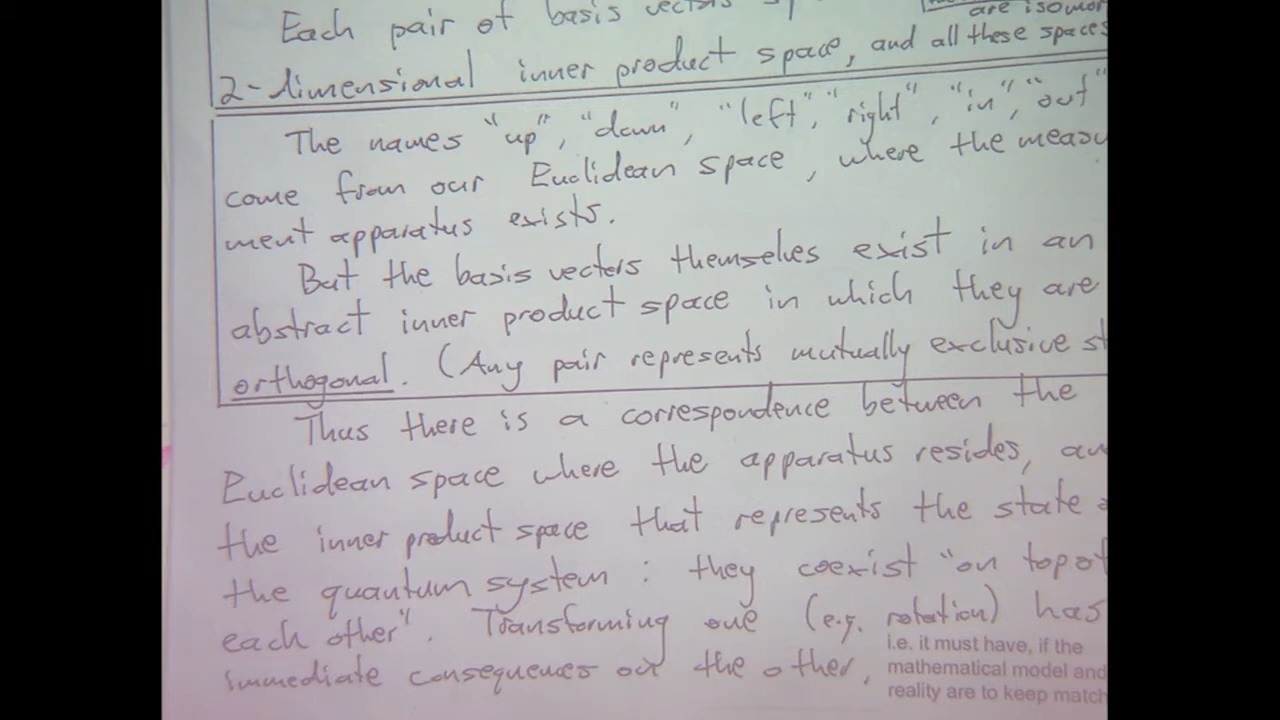 Each pair of basis vectors
are isomor
2-dimensional inner product space, and all these spaces
The names "up", "down", "left", "right", "in", "out"
come from our Euclidean space, where the measu
ment apparatus exists.
But the basis vectors themselves exist in an
abstract inner product space in which they are
orthogonal. (Any pair represents mutually exclusive st
Thus there is a correspondence between the
Euclidean space where the apparatus resides, an
the inner product space that represents the state
the quantum system: they coexist "on top of
each other". Transforming one (e.g. rotation) has
immediate consequences on the other,
i.e. it must have, if the
mathematical model and
reality are to keep match